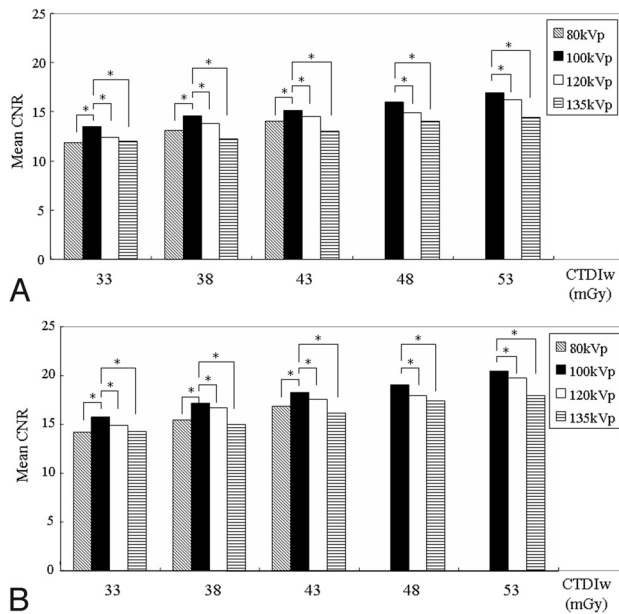 25
20
15
10
5
0
Mean CNR
* * *
* * *
* * *
* *
* *
80kVp
100kVp
120kVp
135kVp
33 38 43 48 53
CTDIw
(mGy)
A
25
20
15
10
5
0
Mean CNR
* * *
* * *
* * *
* *
* *
80kVp
100kVp
120kVp
135kVp
33 38 43 48 53
CTDIw
(mGy)
B